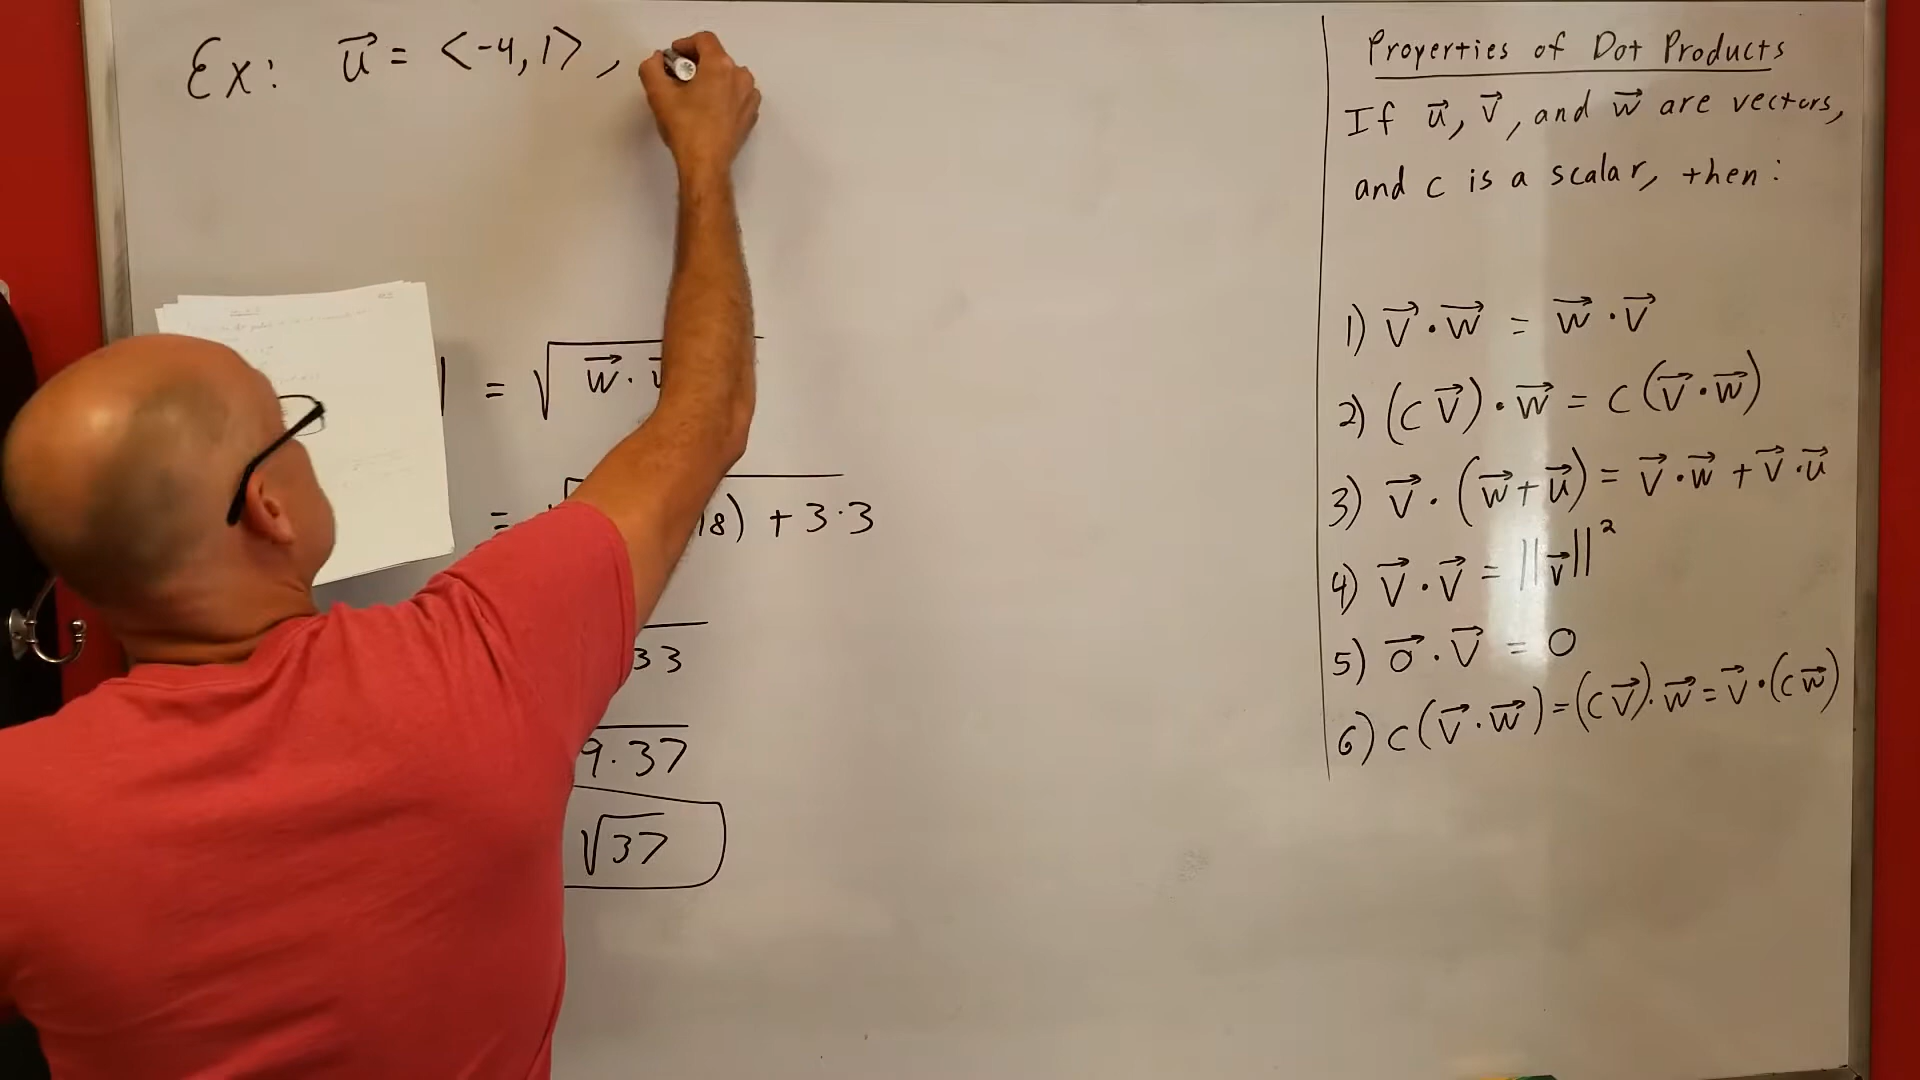 Ex: u⃗ = <-4, 1>,
= √w⃗ ·
= 18) + 3·3
33
9·37
√37
Properties of Dot Products
If u⃗, v⃗, and w⃗ are vectors,
and c is a scalar, then:
1) v⃗ · w⃗ = w⃗ · v⃗
2) (c v⃗) · w⃗ = c (v⃗ · w⃗)
3) v⃗ · (w⃗ + u⃗) = v⃗ · w⃗ + v⃗ · u⃗
4) v⃗ · v⃗ = ||v⃗||²
5) 0⃗ · v⃗ = 0
6) c (v⃗ · w⃗) = (c v⃗) · w⃗ = v⃗ · (c w⃗)